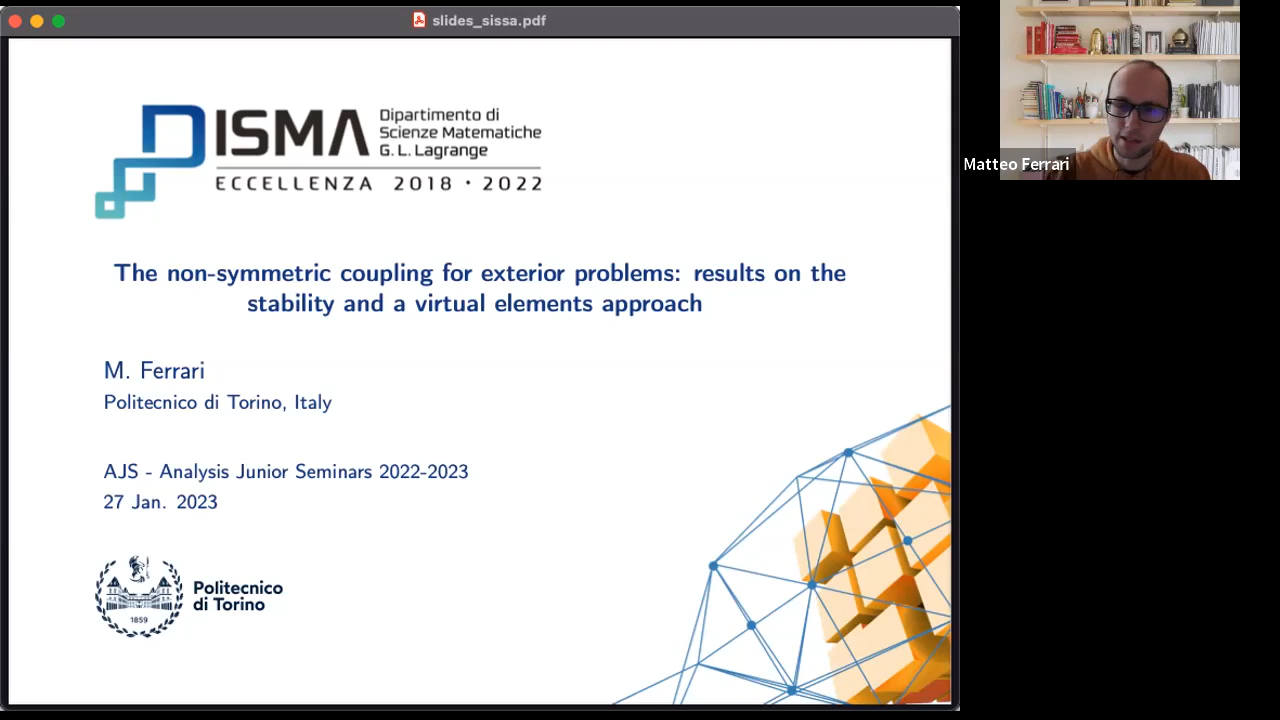 slides_sissa.pdf
DISMA
Dipartimento di
Scienze Matematiche
G. L. Lagrange
ECCELLENZA 2018 · 2022
The non-symmetric coupling for exterior problems: results on the
stability and a virtual elements approach
M. Ferrari
Politecnico di Torino, Italy
AJS - Analysis Junior Seminars 2022-2023
27 Jan. 2023
Politecnico
di Torino
1859
Matteo Ferrari